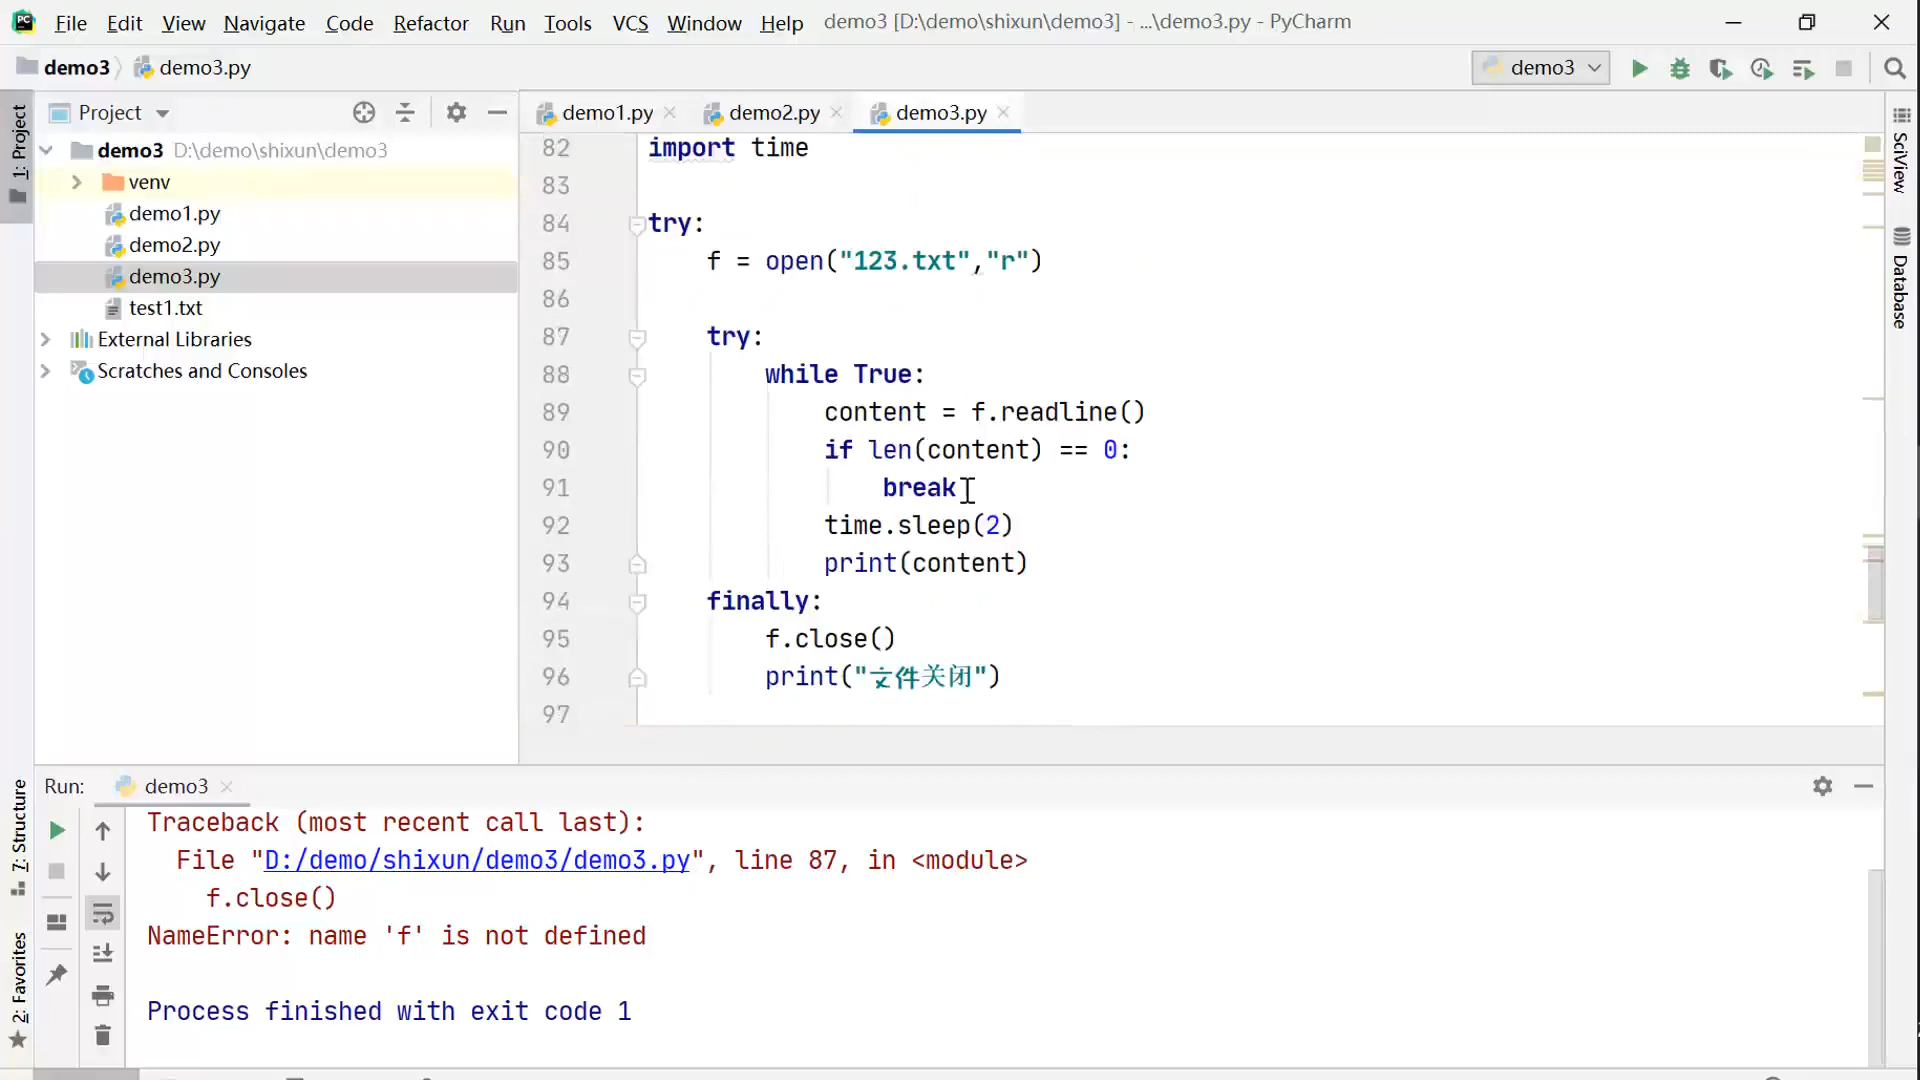 File Edit View Navigate Code Refactor Run Tools VCS Window Help demo3 [D:\demo\shixun\demo3] - ...\demo3.py - PyCharm
demo3 demo3.py demo3
Project demo1.py demo2.py demo3.py
1: Project
demo3 D:\demo\shixun\demo3
venv
demo1.py
demo2.py
demo3.py
test1.txt
External Libraries
Scratches and Consoles
82 import time
83
84 try:
85 f = open("123.txt","r")
86
87 try:
88 while True:
89 content = f.readline()
90 if len(content) == 0:
91 break
92 time.sleep(2)
93 print(content)
94 finally:
95 f.close()
96 print("文件关闭")
97
SciView
Database
7: Structure
2: Favorites
Run: demo3
Traceback (most recent call last):
File "D:/demo/shixun/demo3/demo3.py", line 87, in <module>
f.close()
NameError: name 'f' is not defined
Process finished with exit code 1